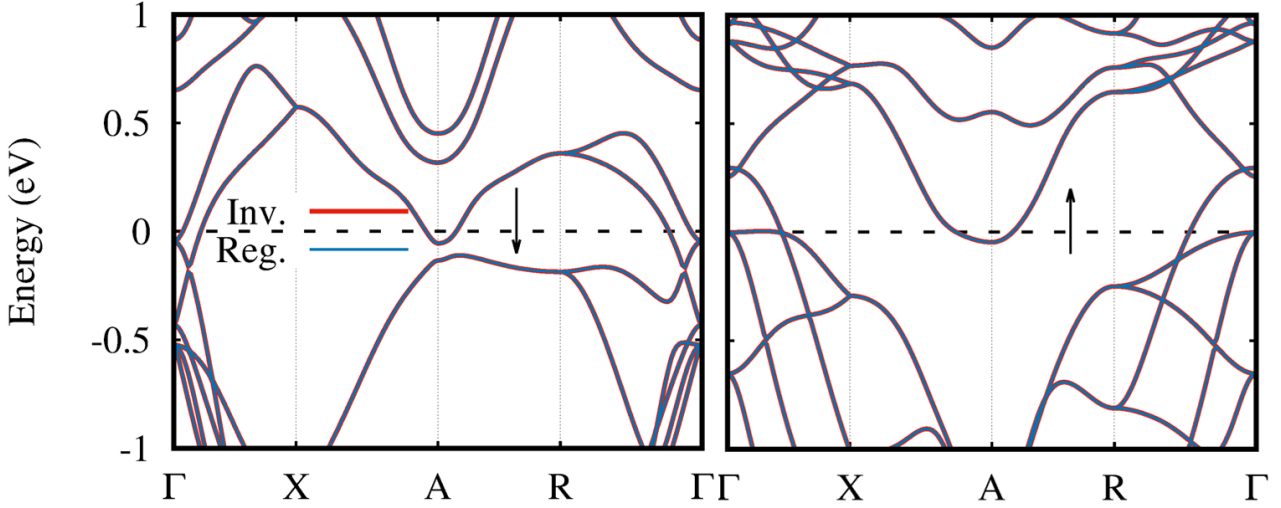 Energy (eV)
1
0.5
0
-0.5
-1
Inv.
Reg.
Γ X A R Γ
Γ X A R Γ